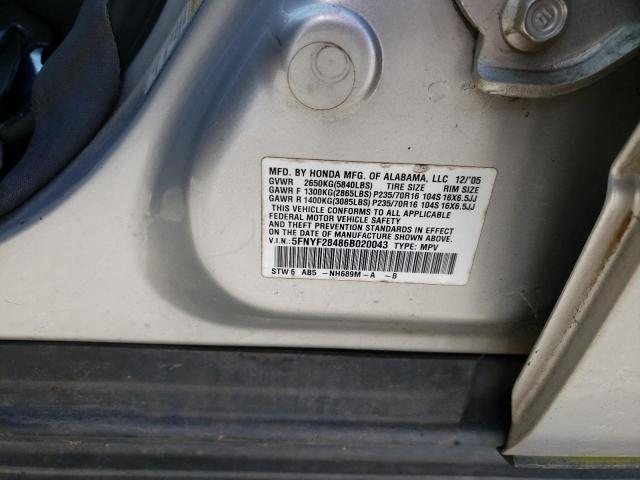 MFD. BY HONDA MFG. OF ALABAMA, LLC 12/'05
GVWR 2650KG(5840LBS) TIRE SIZE RIM SIZE
GAWR F 1300KG(2865LBS)P235/70R16 104S 16X6.5JJ
GAWR R 1400KG(3085LBS)P235/70R16 104S 16X6.5JJ
THIS VEHICLE CONFORMS TO ALL APPLICABLE
FEDERAL MOTOR VEHICLE SAFETY
AND THEFT PREVENTION STANDARDS IN EFFECT
ON THE DATE OF MANUFACTURE SHOWN ABOVE.
V.I.N.: 5FNYF28486B020043 TYPE: MPV
STW6 AB5 -NH689M-A -B